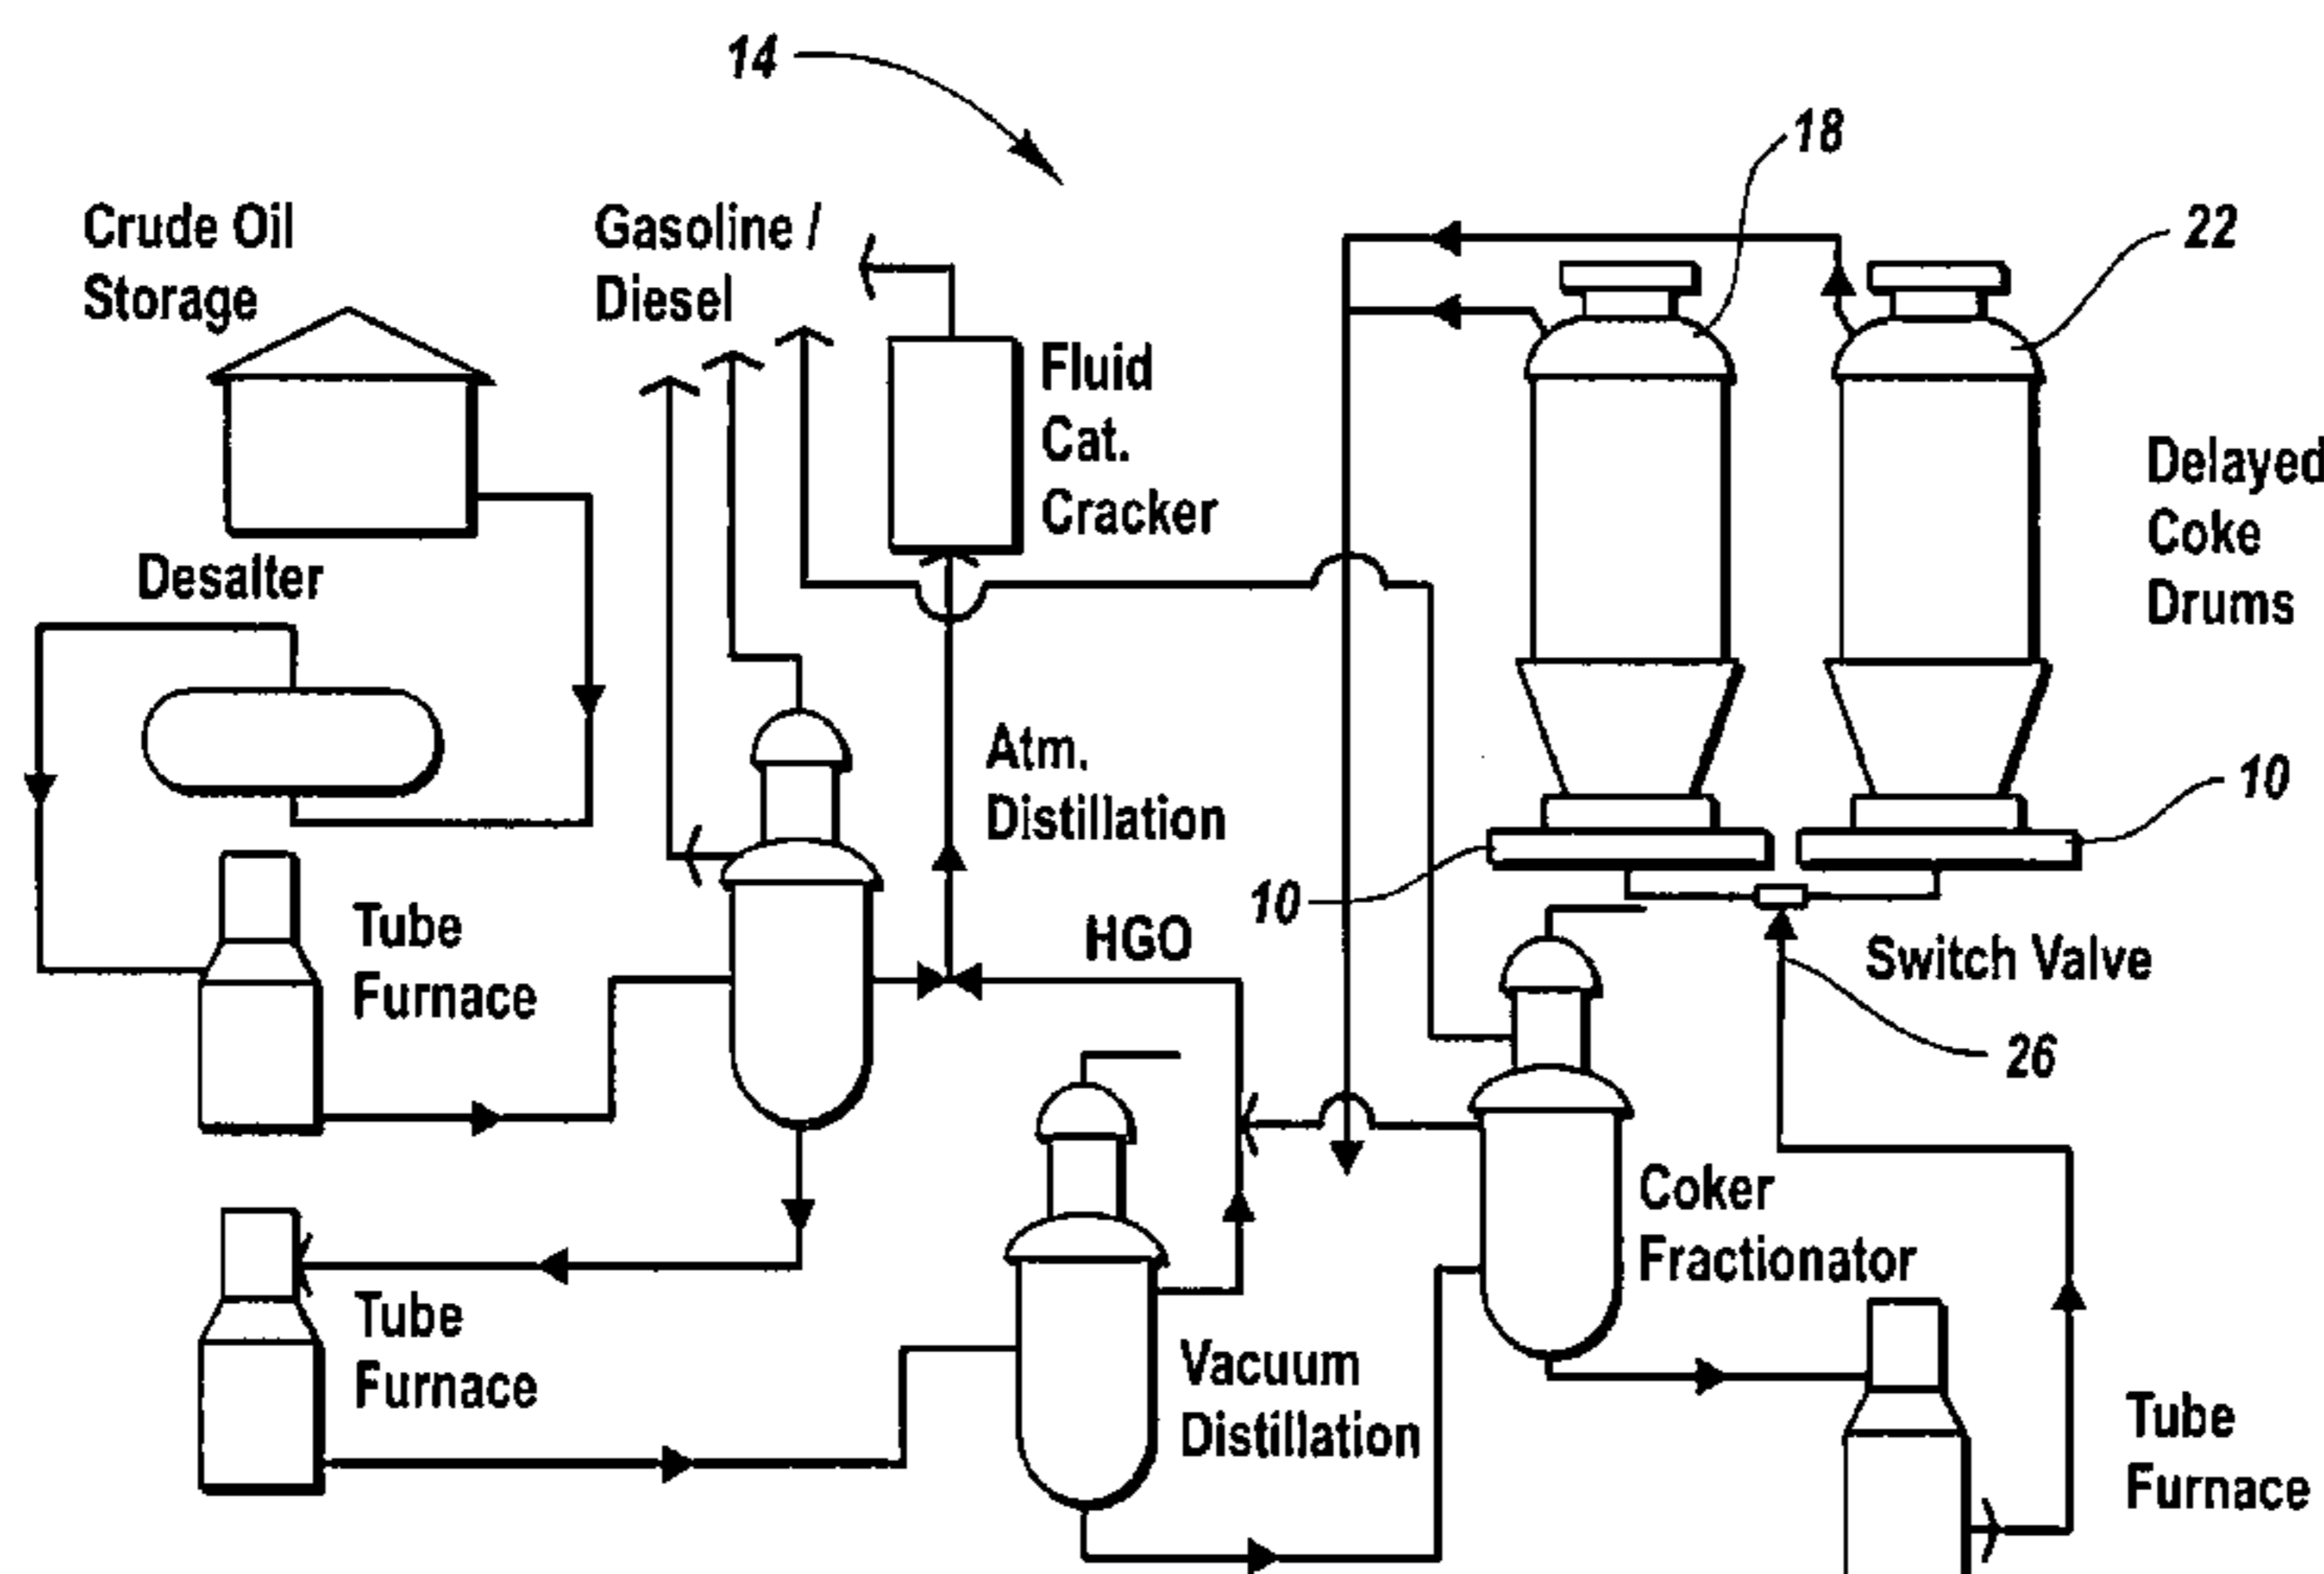 14
18
22
Crude Oil
Storage
Gasoline /
Diesel
Fluid
Cat.
Cracker
Delayed
Coke
Drums
Desalter
Atm.
Distillation
10
10
Tube
Furnace
HGO
Switch Valve
26
Coker
Fractionator
Tube
Furnace
Vacuum
Distillation
Tube
Furnace